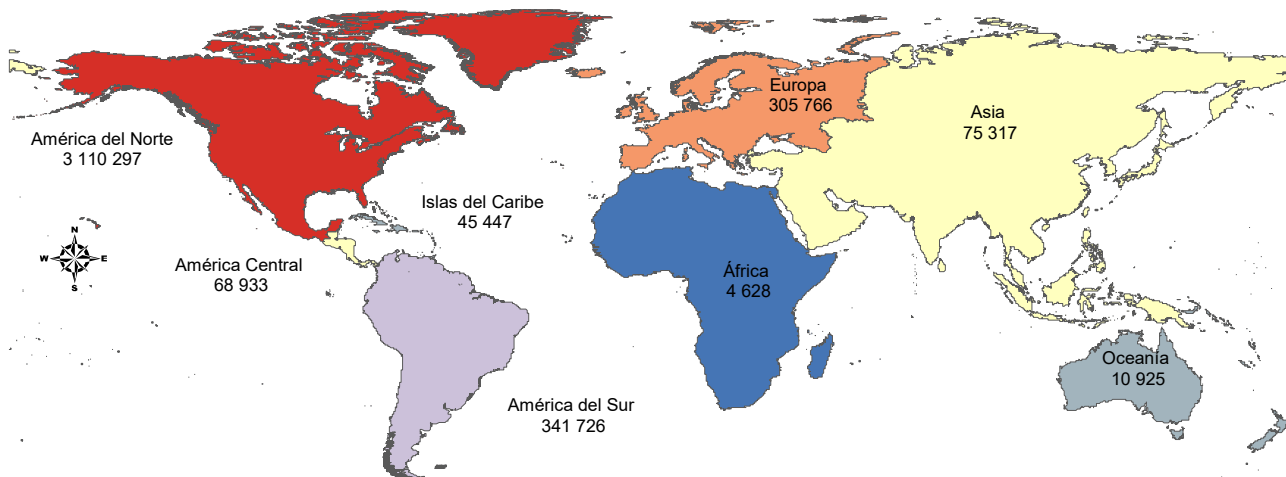 Europa
305 766
Asia
75 317
América del Norte
3 110 297
Islas del Caribe
45 447
N
W E
S
América Central
68 933
África
4 628
Oceanía
10 925
América del Sur
341 726